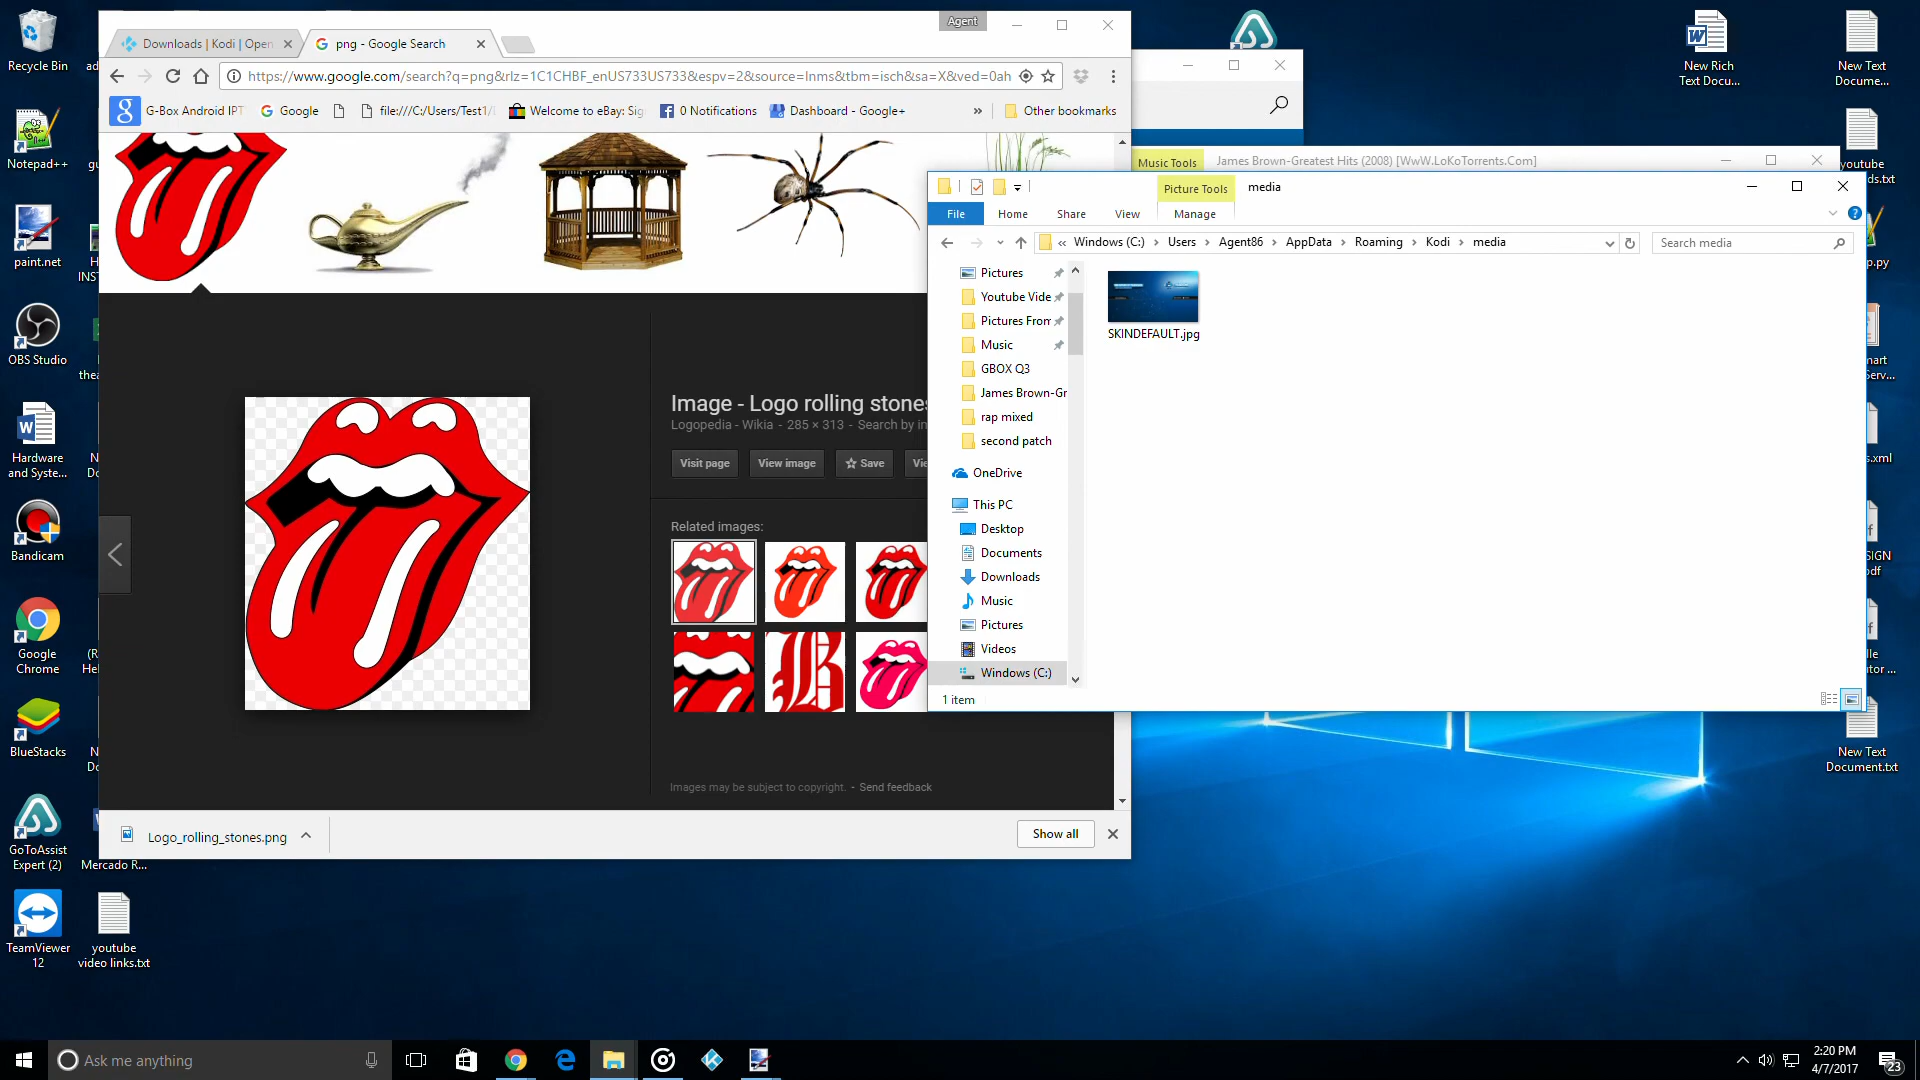 Recycle Bin
Notepad++
paint.net
OBS Studio
Hardware
and Syste...
Bandicam
Google
Chrome
BlueStacks
GoToAssist
Expert (2)
TeamViewer
12
Mercado R...
youtube
video links.txt
Agent
Downloads | Kodi | Open
png - Google Search
https://www.google.com/search?q=png&rlz=1C1CHBF_enUS733US733&espv=2&source=lnms&tbm=isch&sa=X&ved=0ah
G-Box Android IPT
Google
file:///C:/Users/Test1/
Welcome to eBay: Sig
0 Notifications
Dashboard - Google+
»
Other bookmarks
Image - Logo rolling stones
Logopedia - Wikia - 285 × 313 - Search by in
Visit page
View image
Save
Vie
Related images:
Images may be subject to copyright. - Send feedback
Logo_rolling_stones.png
Show all
Music Tools
James Brown-Greatest Hits (2008) [WwW.LoKoTorrents.Com]
Picture Tools
media
File
Home
Share
View
Manage
« Windows (C:) > Users > Agent86 > AppData > Roaming > Kodi > media
Search media
Pictures
Youtube Vide
Pictures From
Music
GBOX Q3
James Brown-Gr
rap mixed
second patch
OneDrive
This PC
Desktop
Documents
Downloads
Music
Pictures
Videos
Windows (C:)
SKINDEFAULT.jpg
1 item
New Rich
Text Docu...
New Text
Docume...
youtube
New Text
Document.txt
Ask me anything
2:20 PM
4/7/2017
23